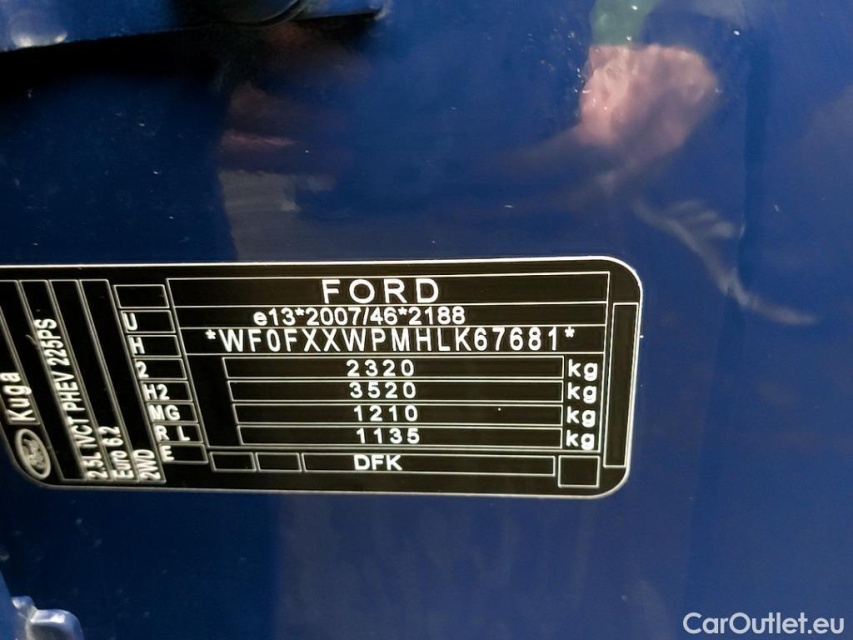 FORD
e13*2007/46*2188
*WF0FXXWPMHLK67681*
2320 kg
3520 kg
1210 kg
1135 kg
DFK
U
H
2
H2
MG
R L
E
Kuga
2.5L iVCT PHEV 225PS
Euro 6.2
2WD
Ford
CarOutlet.eu